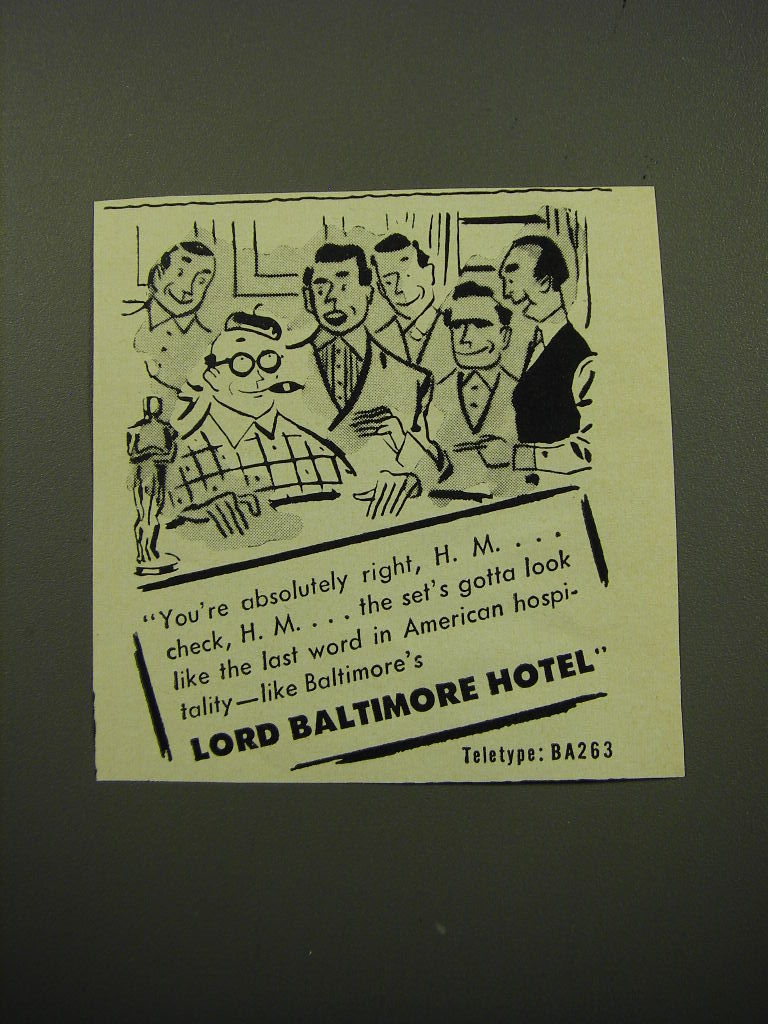 "You're absolutely right, H. M. . . . .
check, H. M. . . . . the set's gotta look
like the last word in American hospi-
tality—like Baltimore's
LORD BALTIMORE HOTEL"
Teletype: BA263